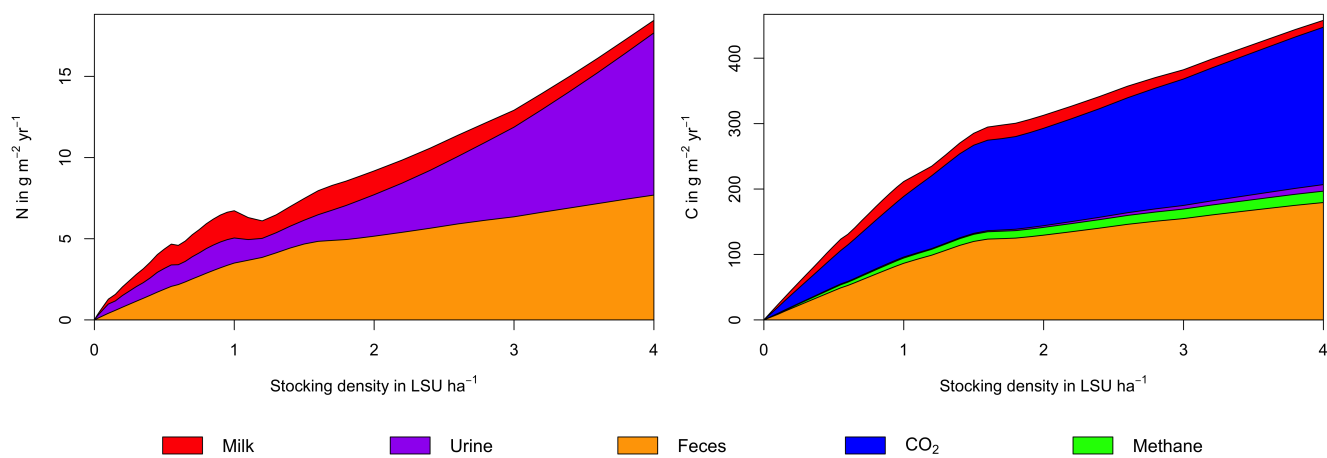 N in g m⁻² yr⁻¹
0
5
10
15
0 1 2 3 4
Stocking density in LSU ha⁻¹
C in g m⁻² yr⁻¹
0
100
200
300
400
0 1 2 3 4
Stocking density in LSU ha⁻¹
Milk Urine Feces CO₂ Methane